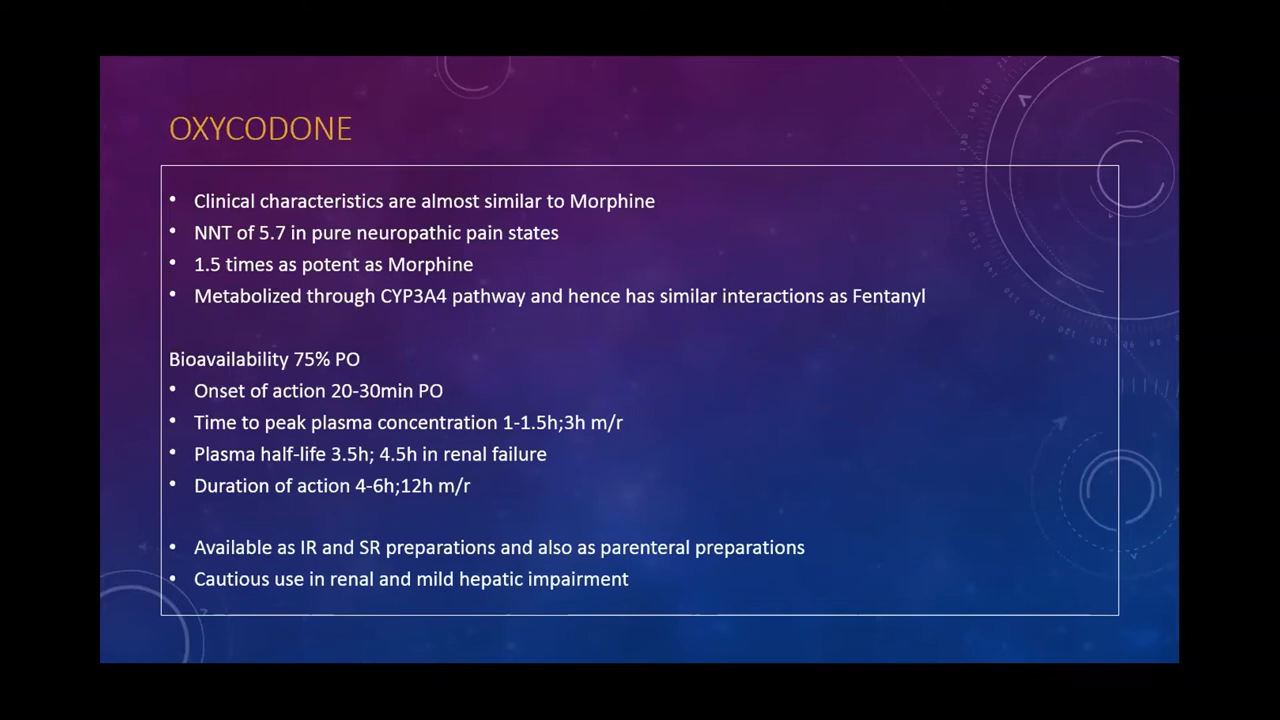 OXYCODONE
• Clinical characteristics are almost similar to Morphine
• NNT of 5.7 in pure neuropathic pain states
• 1.5 times as potent as Morphine
• Metabolized through CYP3A4 pathway and hence has similar interactions as Fentanyl
Bioavailability 75% PO
• Onset of action 20-30min PO
• Time to peak plasma concentration 1-1.5h;3h m/r
• Plasma half-life 3.5h; 4.5h in renal failure
• Duration of action 4-6h;12h m/r
• Available as IR and SR preparations and also as parenteral preparations
• Cautious use in renal and mild hepatic impairment